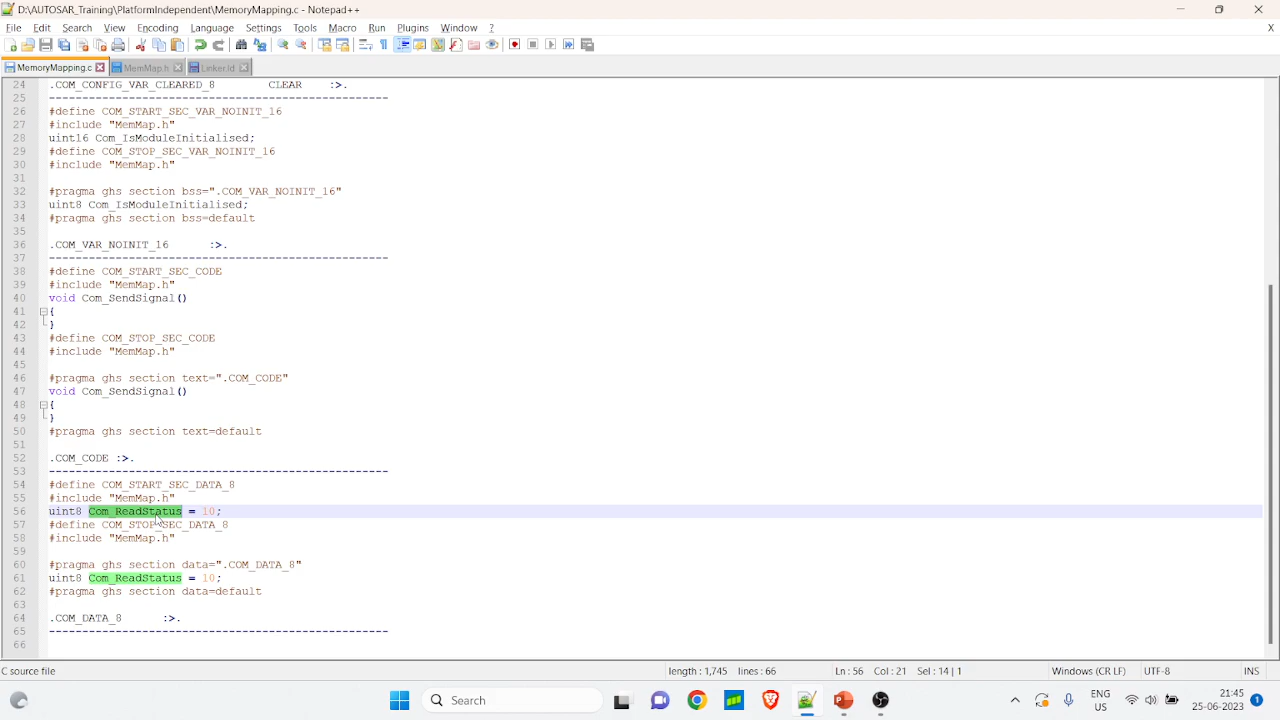 D:\AUTOSAR_Training\PlatformIndependent\MemoryMapping.c - Notepad++
File Edit Search View Encoding Language Settings Tools Macro Run Plugins Window ? X
MemoryMapping.c MemMap.h Linker.ld
24 .COM_CONFIG_VAR_CLEARED_8 CLEAR :>.
25 ---------------------------------------------------
26 #define COM_START_SEC_VAR_NOINIT_16
27 #include "MemMap.h"
28 uint16 Com_IsModuleInitialised;
29 #define COM_STOP_SEC_VAR_NOINIT_16
30 #include "MemMap.h"
31
32 #pragma ghs section bss=".COM_VAR_NOINIT_16"
33 uint8 Com_IsModuleInitialised;
34 #pragma ghs section bss=default
35
36 .COM_VAR_NOINIT_16 :>.
37 ---------------------------------------------------
38 #define COM_START_SEC_CODE
39 #include "MemMap.h"
40 void Com_SendSignal()
41 {
42 }
43 #define COM_STOP_SEC_CODE
44 #include "MemMap.h"
45
46 #pragma ghs section text=".COM_CODE"
47 void Com_SendSignal()
48 {
49 }
50 #pragma ghs section text=default
51
52 .COM_CODE :>.
53 ---------------------------------------------------
54 #define COM_START_SEC_DATA_8
55 #include "MemMap.h"
56 uint8 Com_ReadStatus = 10;
57 #define COM_STOP_SEC_DATA_8
58 #include "MemMap.h"
59
60 #pragma ghs section data=".COM_DATA_8"
61 uint8 Com_ReadStatus = 10;
62 #pragma ghs section data=default
63
64 .COM_DATA_8 :>.
65 ---------------------------------------------------
66
C source file length : 1,745 lines : 66 Ln : 56 Col : 21 Sel : 14 | 1 Windows (CR LF) UTF-8 INS
Search ENG US 21:45 25-06-2023 1